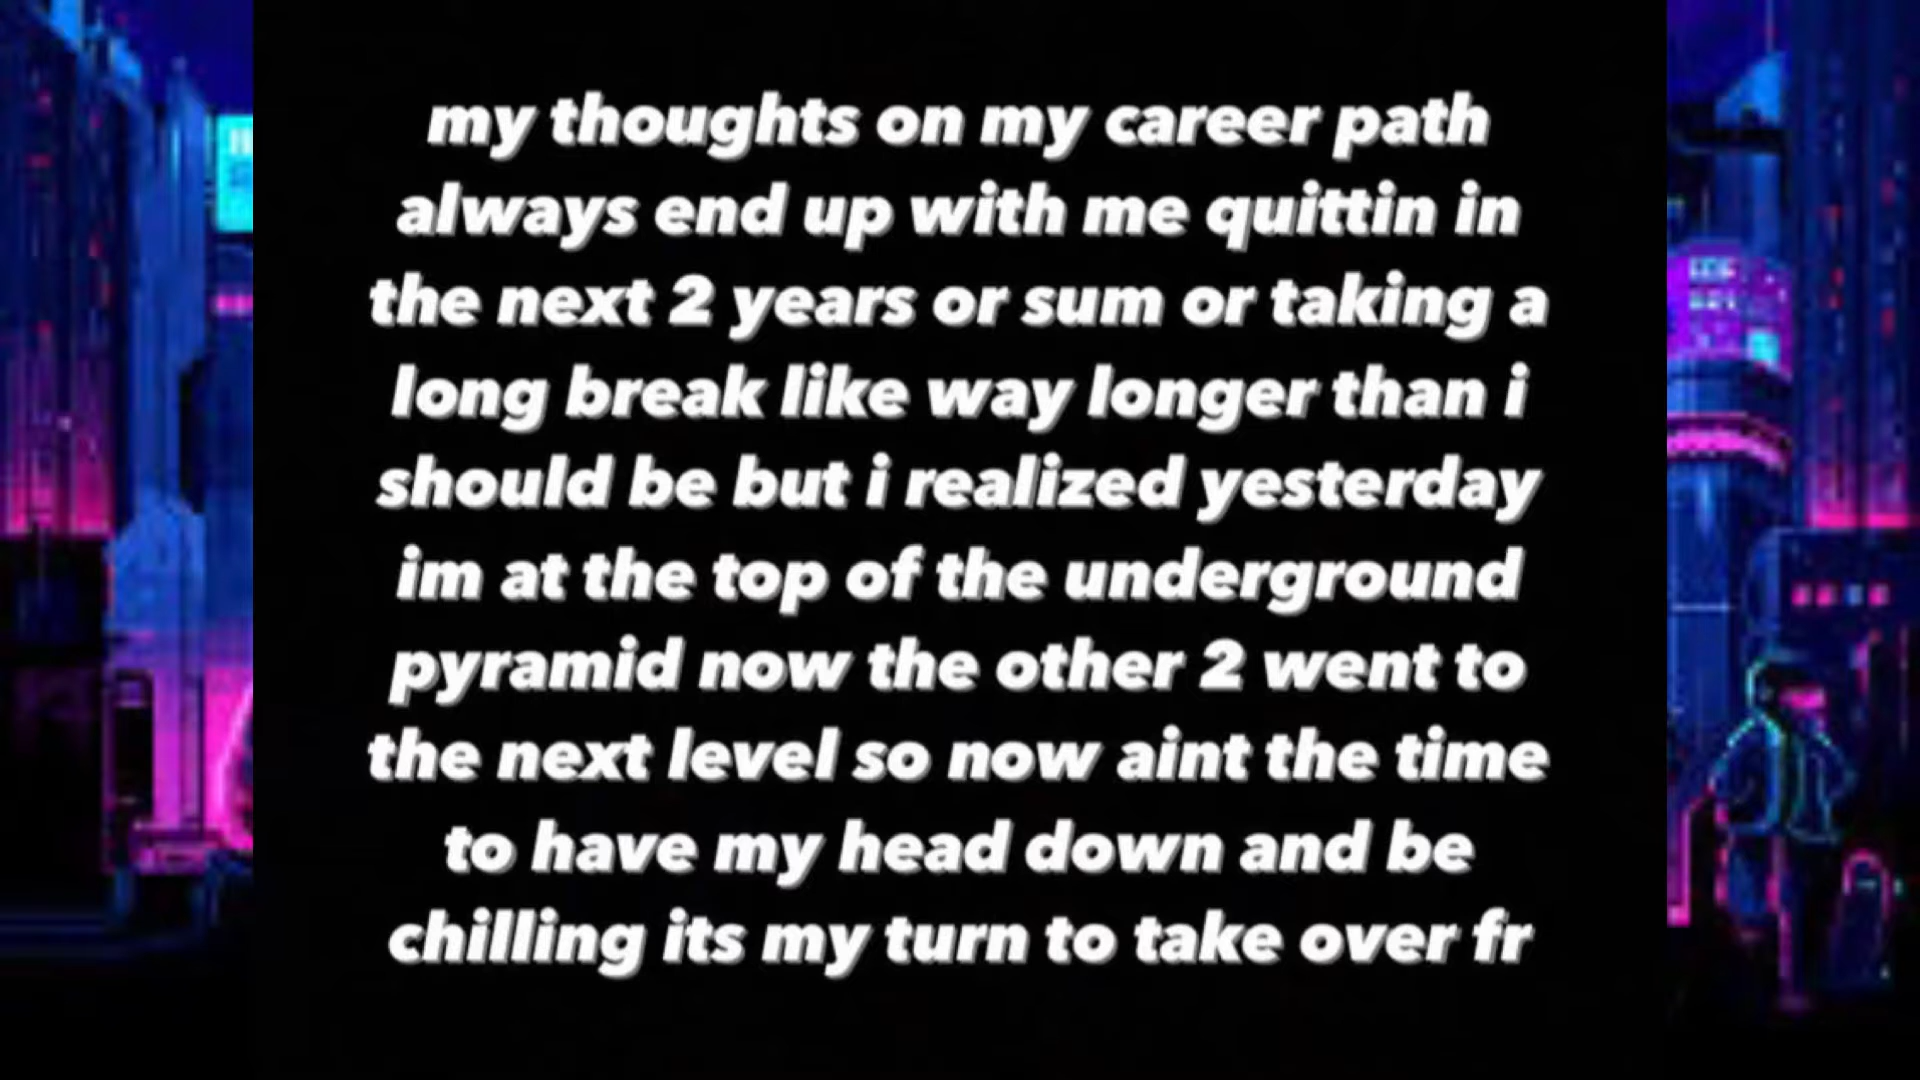 my thoughts on my career path
always end up with me quittin in
the next 2 years or sum or taking a
long break like way longer than i
should be but i realized yesterday
im at the top of the underground
pyramid now the other 2 went to
the next level so now aint the time
to have my head down and be
chilling its my turn to take over fr